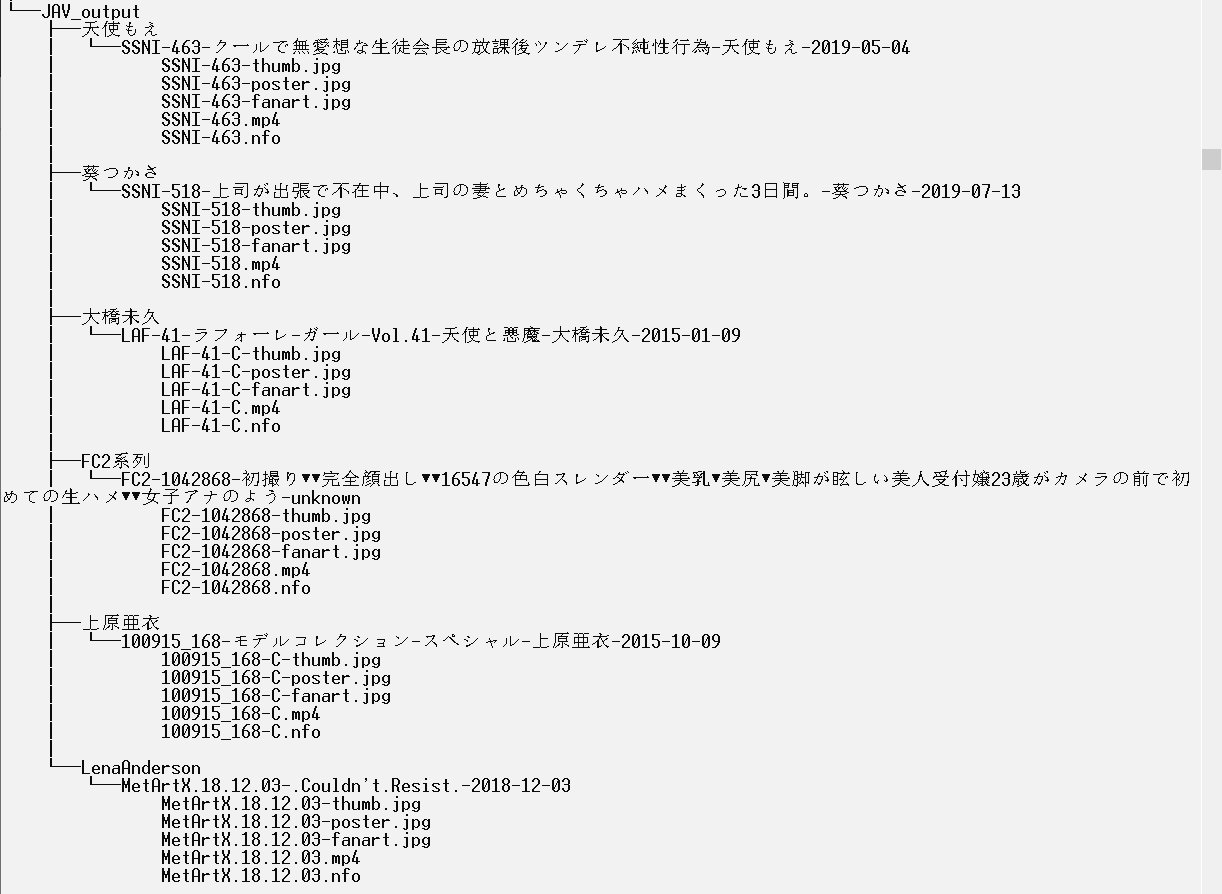 └──JAV_output
├──天使もえ
│ └──SSNI-463-クールで無愛想な生徒会長の放課後ツンデレ不純性行為-天使もえ-2019-05-04
│ SSNI-463-thumb.jpg
│ SSNI-463-poster.jpg
│ SSNI-463-fanart.jpg
│ SSNI-463.mp4
│ SSNI-463.nfo
│
├──葵つかさ
│ └──SSNI-518-上司が出張で不在中、上司の妻とめちゃくちゃハメまくった3日間。-葵つかさ-2019-07-13
│ SSNI-518-thumb.jpg
│ SSNI-518-poster.jpg
│ SSNI-518-fanart.jpg
│ SSNI-518.mp4
│ SSNI-518.nfo
│
├──大橋未久
│ └──LAF-41-ラフォーレ-ガール-Vol.41-天使と悪魔-大橋未久-2015-01-09
│ LAF-41-C-thumb.jpg
│ LAF-41-C-poster.jpg
│ LAF-41-C-fanart.jpg
│ LAF-41-C.mp4
│ LAF-41-C.nfo
│
├──FC2系列
│ └──FC2-1042868-初撮り▼▼完全顔出し▼▼16547の色白スレンダー▼▼美乳▼美尻▼美脚が眩しい美人受付嬢23歳がカメラの前で初
めての生ハメ▼▼女子アナのよう-unknown
│ FC2-1042868-thumb.jpg
│ FC2-1042868-poster.jpg
│ FC2-1042868-fanart.jpg
│ FC2-1042868.mp4
│ FC2-1042868.nfo
│
├──上原亜衣
│ └──100915_168-モデルコレクション-スペシャル-上原亜衣-2015-10-09
│ 100915_168-C-thumb.jpg
│ 100915_168-C-poster.jpg
│ 100915_168-C-fanart.jpg
│ 100915_168-C.mp4
│ 100915_168-C.nfo
│
└──LenaAnderson
└──MetArtX.18.12.03-.Couldn't.Resist.-2018-12-03
MetArtX.18.12.03-thumb.jpg
MetArtX.18.12.03-poster.jpg
MetArtX.18.12.03-fanart.jpg
MetArtX.18.12.03.mp4
MetArtX.18.12.03.nfo